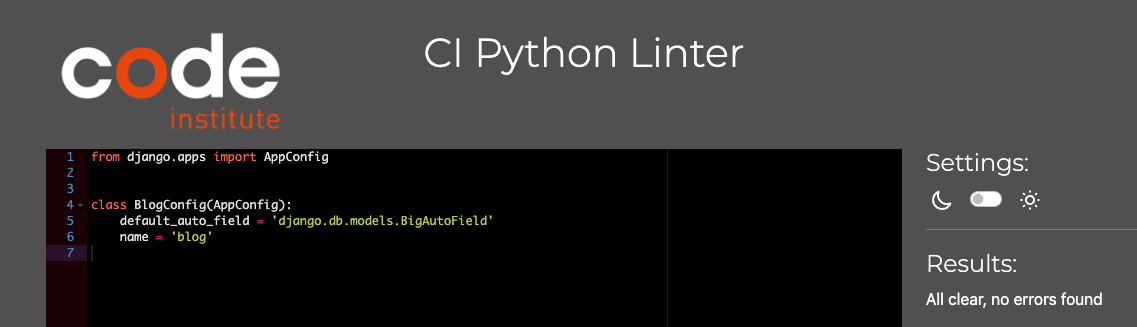 code
institute
CI Python Linter
1 from django.apps import AppConfig
2
3
4 class BlogConfig(AppConfig):
5     default_auto_field = 'django.db.models.BigAutoField'
6     name = 'blog'
7
Settings:
Results:
All clear, no errors found